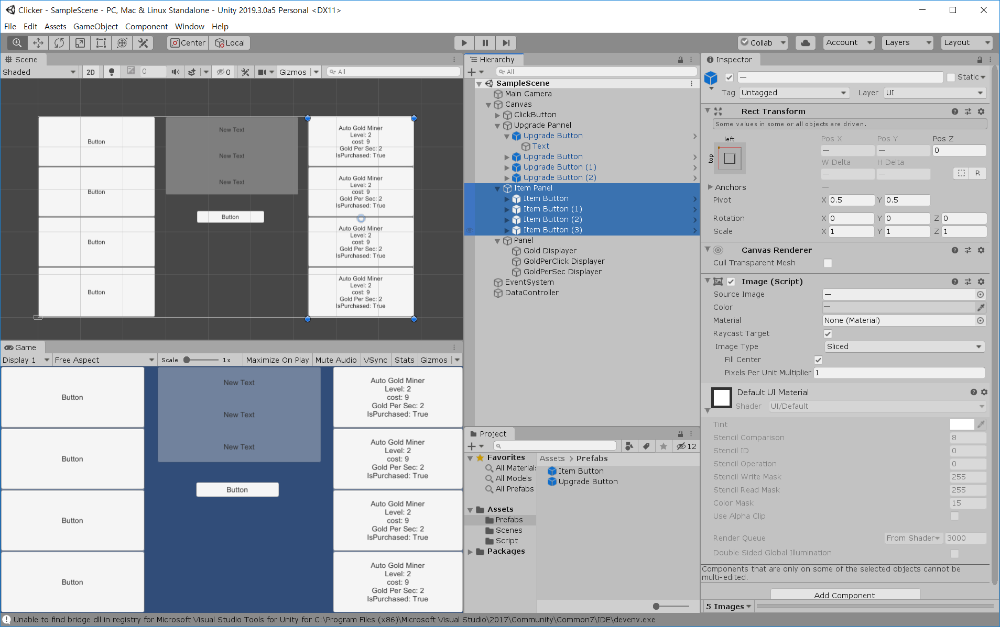 Clicker - SampleScene - PC, Mac & Linux Standalone - Unity 2019.3.0a5 Personal <DX11>
File Edit Assets GameObject Component Window Help
Center Local Collab Account Layers Layout
Scene
Shaded 2D 0 0 Gizmos All
New Text
New Text
New Text
Button
Button
Button
Button
Button
Auto Gold Miner
Level: 2
cost: 9
Gold Per Sec: 2
IsPurchased: True
Auto Gold Miner
Level: 2
cost: 9
Gold Per Sec: 2
IsPurchased: True
Auto Gold Miner
Level: 2
cost: 9
Gold Per Sec: 2
IsPurchased: True
Auto Gold Miner
Level: 2
cost: 9
Gold Per Sec: 2
IsPurchased: True
Game
Display 1 Free Aspect Scale 1x Maximize On Play Mute Audio VSync Stats Gizmos
Button
Button
Button
Button
New Text
New Text
New Text
Button
Auto Gold Miner
Level: 2
cost: 9
Gold Per Sec: 2
IsPurchased: True
Auto Gold Miner
Level: 2
cost: 9
Gold Per Sec: 2
IsPurchased: True
Auto Gold Miner
Level: 2
cost: 9
Gold Per Sec: 2
IsPurchased: True
Auto Gold Miner
Level: 2
cost: 9
Gold Per Sec: 2
IsPurchased: True
Hierarchy
All
SampleScene
Main Camera
Canvas
ClickButton
Upgrade Pannel
Upgrade Button
Text
Upgrade Button
Upgrade Button (1)
Upgrade Button (2)
Item Panel
Item Button
Item Button (1)
Item Button (2)
Item Button (3)
Panel
Gold Displayer
GoldPerClick Displayer
GoldPerSec Displayer
EventSystem
DataController
Project
12
Favorites
All Material
All Models
All Prefabs
Assets
Prefabs
Scenes
Script
Packages
Assets > Prefabs
Item Button
Upgrade Button
Inspector
— Static
Tag Untagged Layer UI
Rect Transform
Some values in some or all objects are driven.
left Pos X Pos Y Pos Z
top — — 0
W Delta H Delta
— — R
Anchors —
Pivot X 0.5 Y 0.5
Rotation X 0 Y 0 Z 0
Scale X 1 Y 1 Z 1
Canvas Renderer
Cull Transparent Mesh
Image (Script)
Source Image —
Color —
Material None (Material)
Raycast Target
Image Type Sliced
Fill Center
Pixels Per Unit Multiplier 1
Default UI Material
Shader UI/Default
Tint
Stencil Comparison 8
Stencil ID 0
Stencil Operation 0
Stencil Write Mask 255
Stencil Read Mask 255
Color Mask 15
Use Alpha Clip
Render Queue From Shader 3000
Double Sided Global Illumination
Components that are only on some of the selected objects cannot be
multi-edited.
Add Component
5 Images
Unable to find bridge dll in registry for Microsoft Visual Studio Tools for Unity for C:\Program Files (x86)\Microsoft Visual Studio\2017\Community\Common7\IDE\devenv.exe